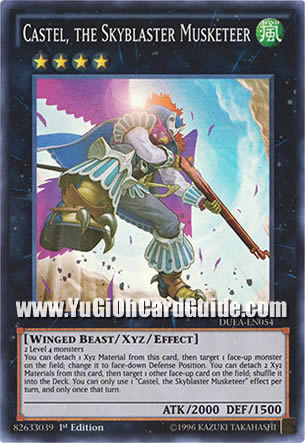 CASTEL, THE SKYBLASTER MUSKETEER
風
www.YuGiOhCardGuide.com
DUEA-EN054
[WINGED BEAST/XYZ/EFFECT]
2 Level 4 monsters
You can detach 1 Xyz Material from this card, then target 1 face-up monster
on the field; change it to face-down Defense Position. You can detach 2 Xyz
Materials from this card, then target 1 other face-up card on the field; shuffle it
into the Deck. You can only use 1 "Castel, the Skyblaster Musketeer" effect per
turn, and only once that turn.
ATK/2000 DEF/1500
82633039 1st Edition ©1996 KAZUKI TAKAHASHI